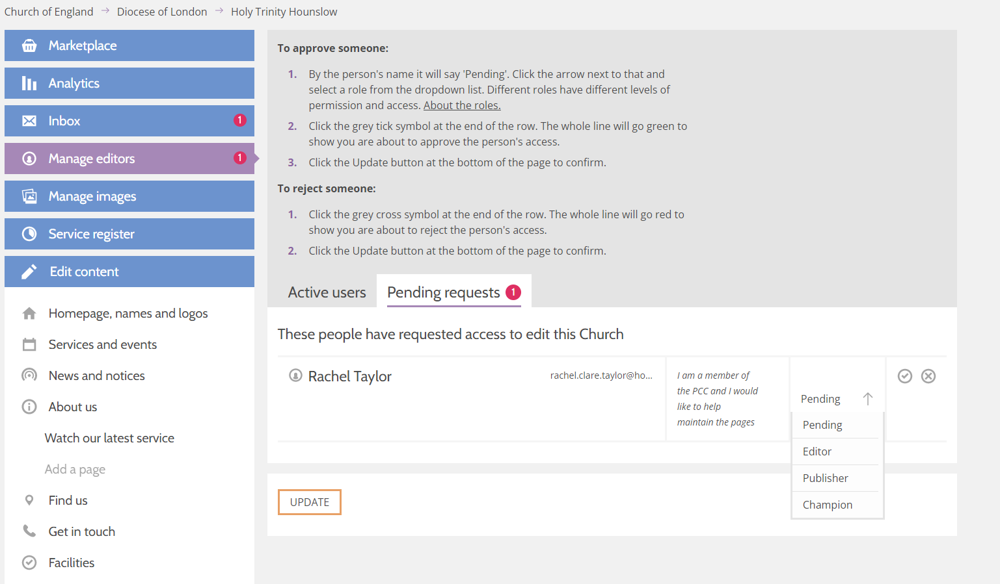 Church of England → Diocese of London → Holy Trinity Hounslow
Marketplace
Analytics
Inbox 1
Manage editors 1
Manage images
Service register
Edit content
Homepage, names and logos
Services and events
News and notices
About us
Watch our latest service
Add a page
Find us
Get in touch
Facilities
To approve someone:
1. By the person's name it will say 'Pending'. Click the arrow next to that and
select a role from the dropdown list. Different roles have different levels of
permission and access. About the roles.
2. Click the grey tick symbol at the end of the row. The whole line will go green to
show you are about to approve the person's access.
3. Click the Update button at the bottom of the page to confirm.
To reject someone:
1. Click the grey cross symbol at the end of the row. The whole line will go red to
show you are about to reject the person's access.
2. Click the Update button at the bottom of the page to confirm.
Active users Pending requests 1
These people have requested access to edit this Church
Rachel Taylor rachel.clare.taylor@ho...
I am a member of
the PCC and I would
like to help
maintain the pages
Pending
Pending
Editor
Publisher
Champion
UPDATE